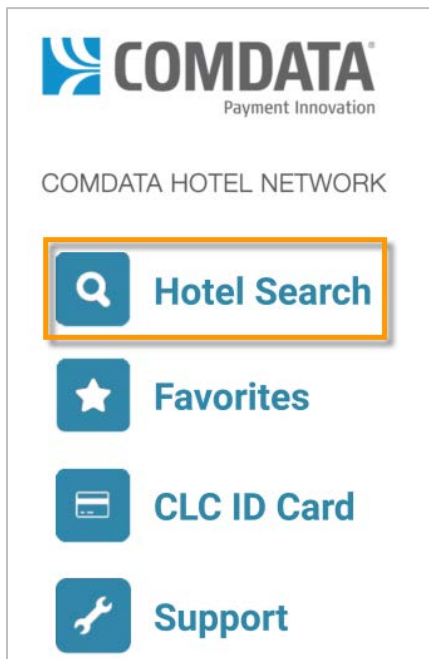 COMDATA
Payment Innovation
COMDATA HOTEL NETWORK
Hotel Search
Favorites
CLC ID Card
Support